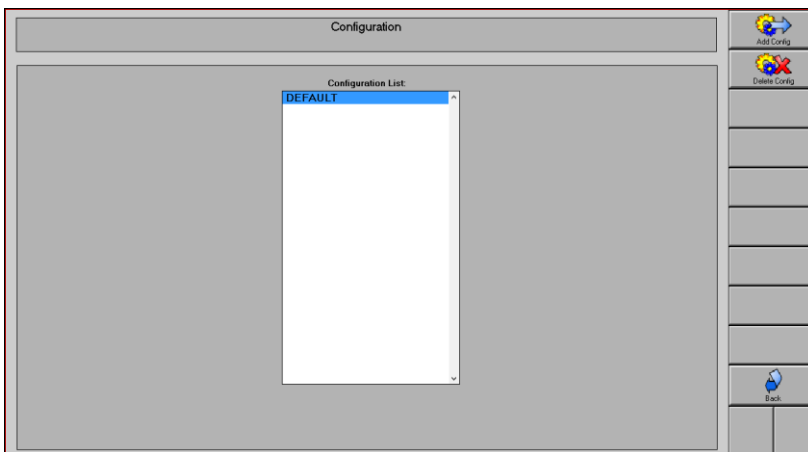 Configuration
Add Config
Delete Config
Configuration List:
DEFAULT
Back